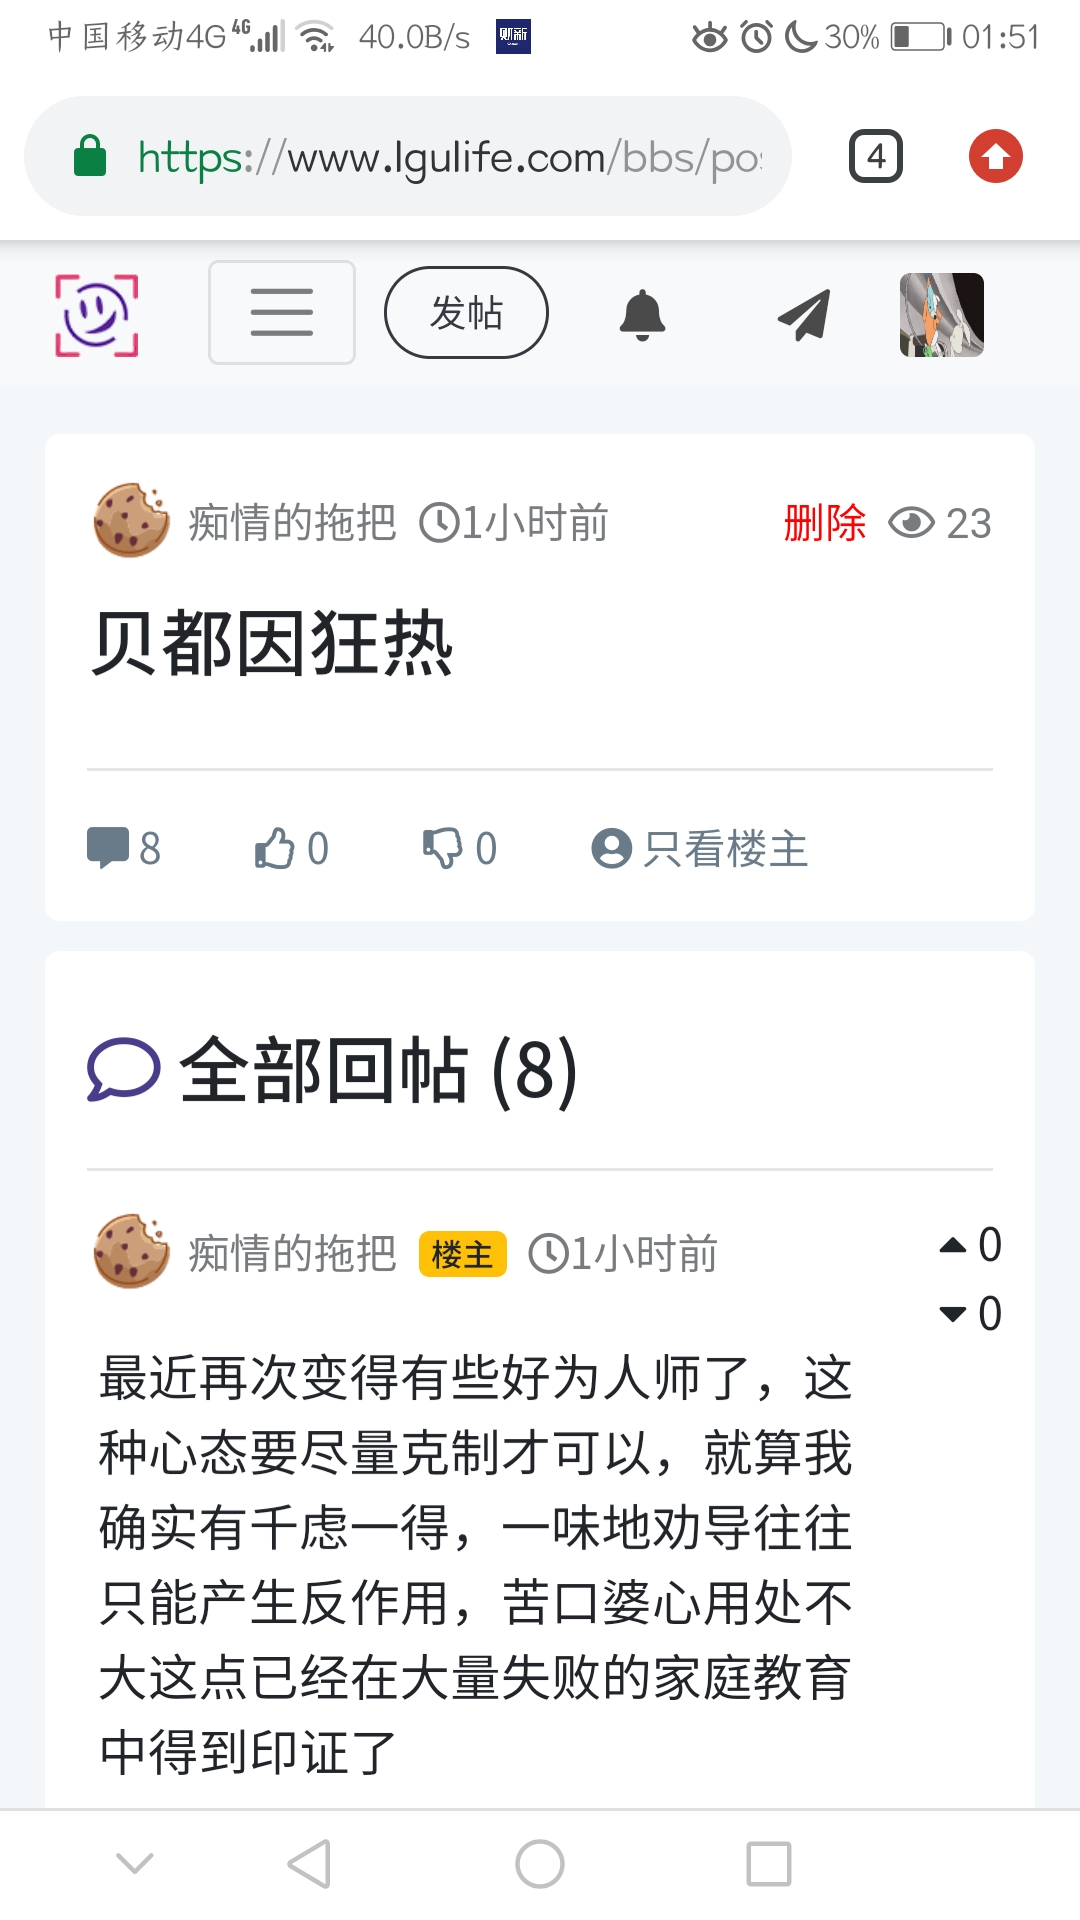 中国移动4G 4G 40.0B/s 财新 30% 01:51
https://www.lgulife.com/bbs/pos
4
发帖
痴情的拖把 1小时前 删除 23
贝都因狂热
8 0 0 只看楼主
全部回帖 (8)
痴情的拖把 楼主 1小时前 0
0
最近再次变得有些好为人师了，这
种心态要尽量克制才可以，就算我
确实有千虑一得，一味地劝导往往
只能产生反作用，苦口婆心用处不
大这点已经在大量失败的家庭教育
中得到印证了